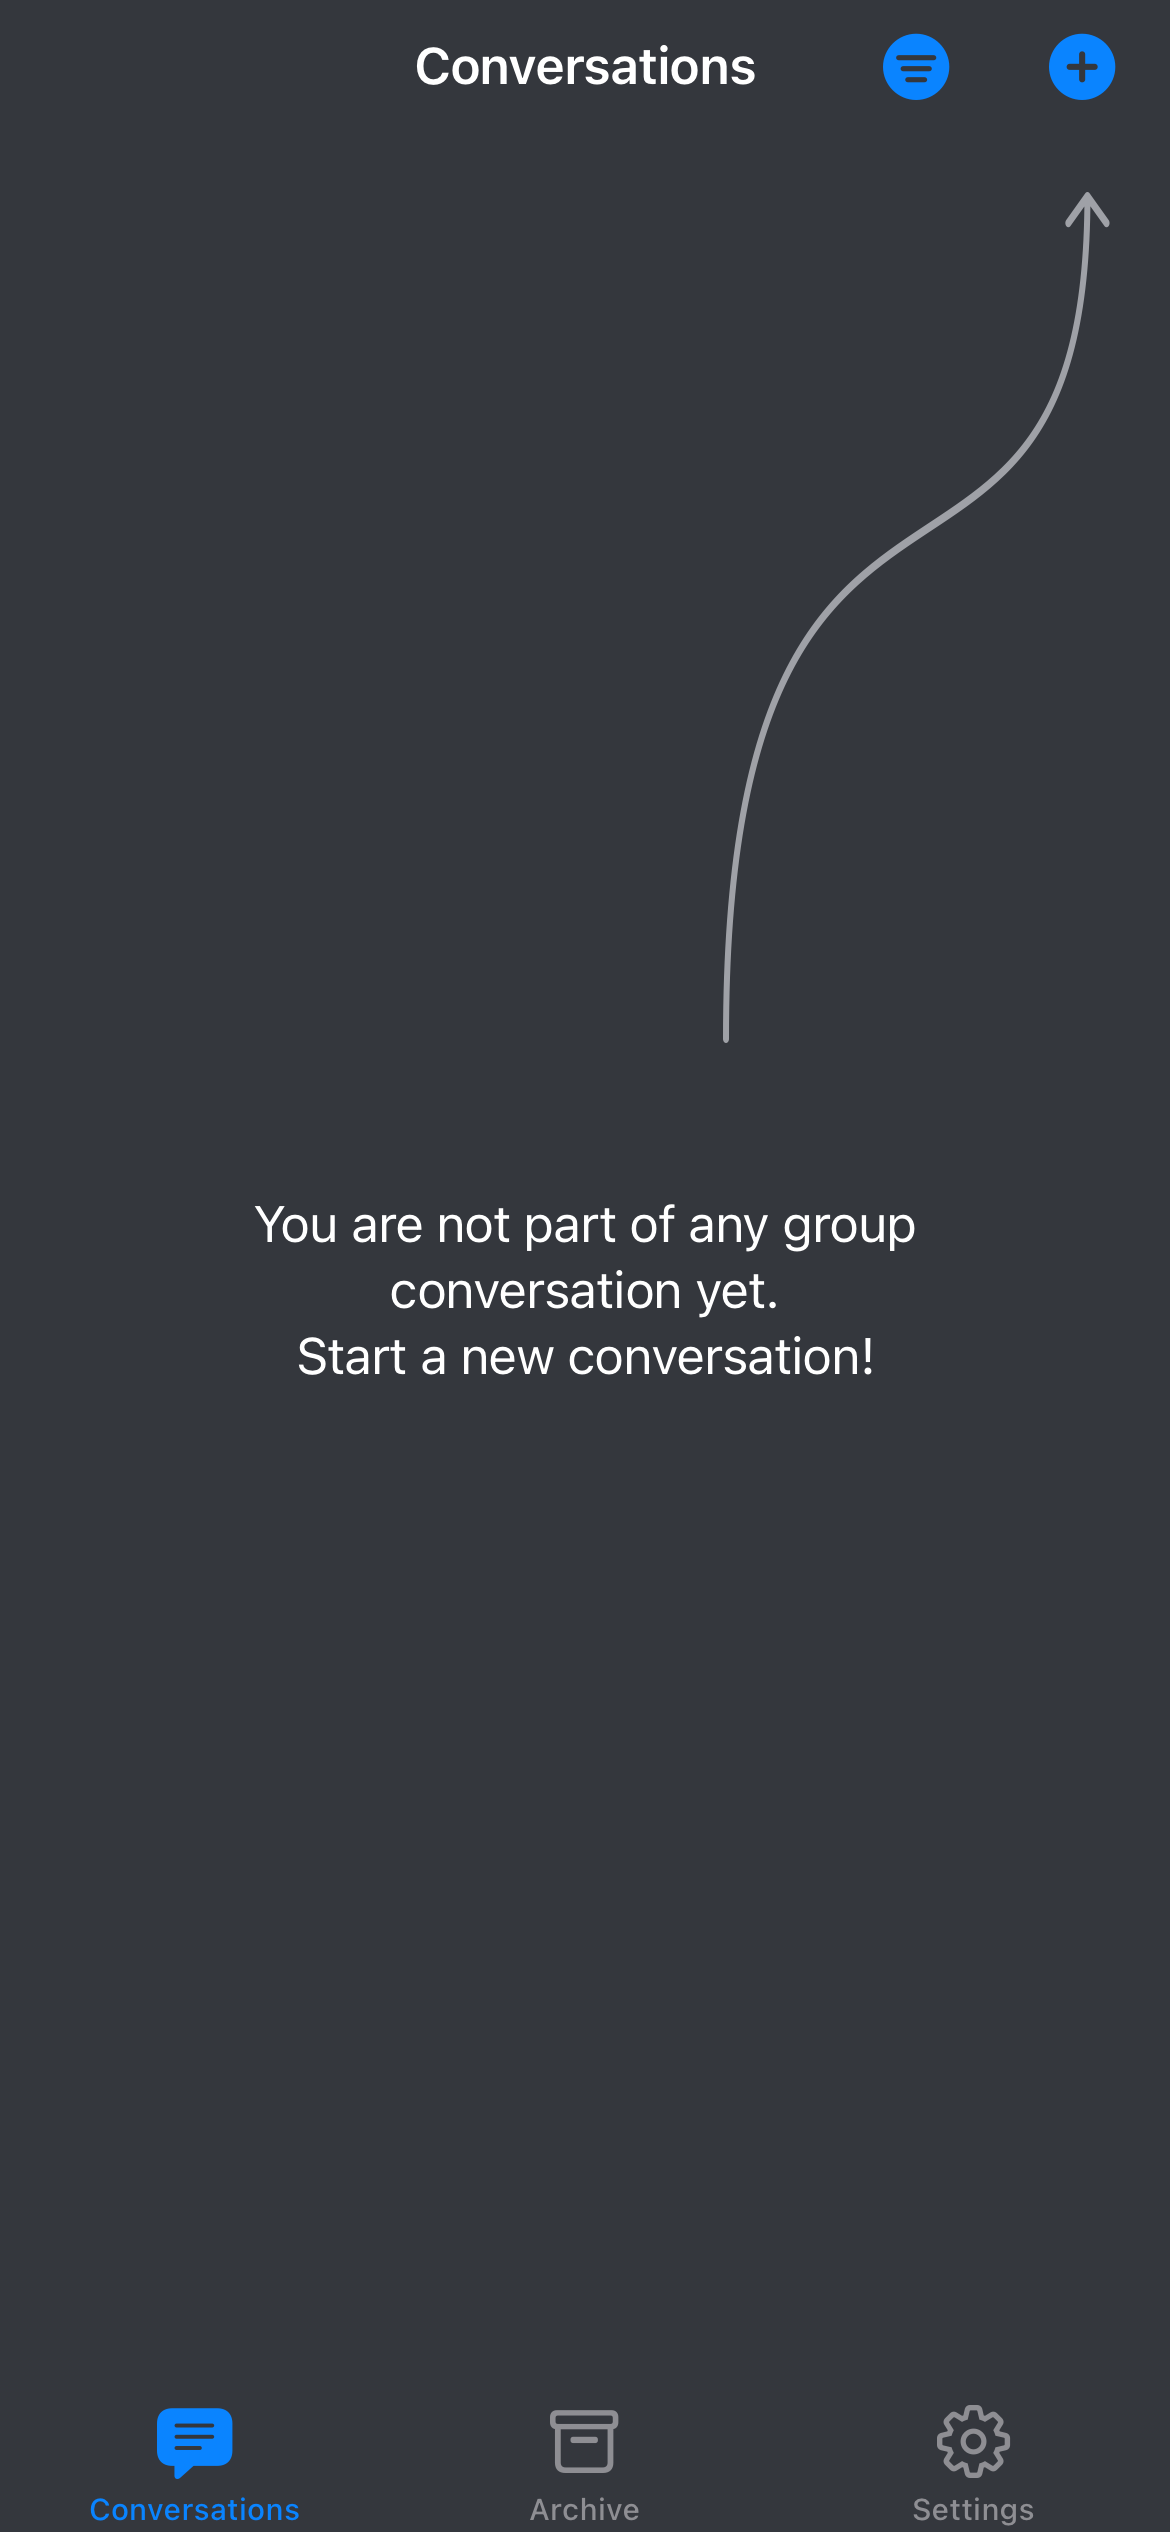 Conversations
You are not part of any group
conversation yet.
Start a new conversation!
Conversations
Archive
Settings